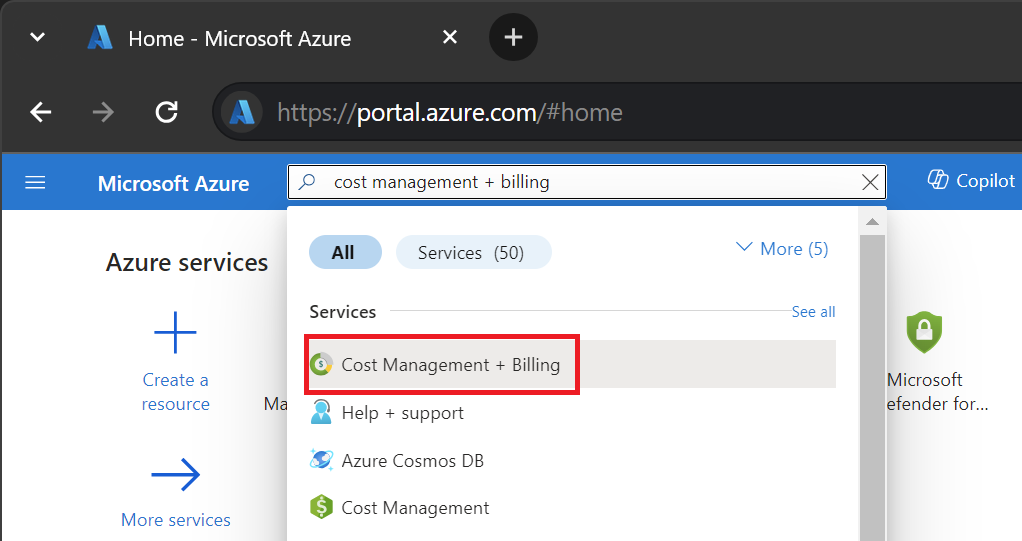 Home - Microsoft Azure
https://portal.azure.com/#home
Microsoft Azure
cost management + billing
Copilot
All
Services (50)
More (5)
Azure services
Services
See all
Create a
resource
Ma
Cost Management + Billing
Microsoft
efender for...
Help + support
Azure Cosmos DB
Cost Management
More services